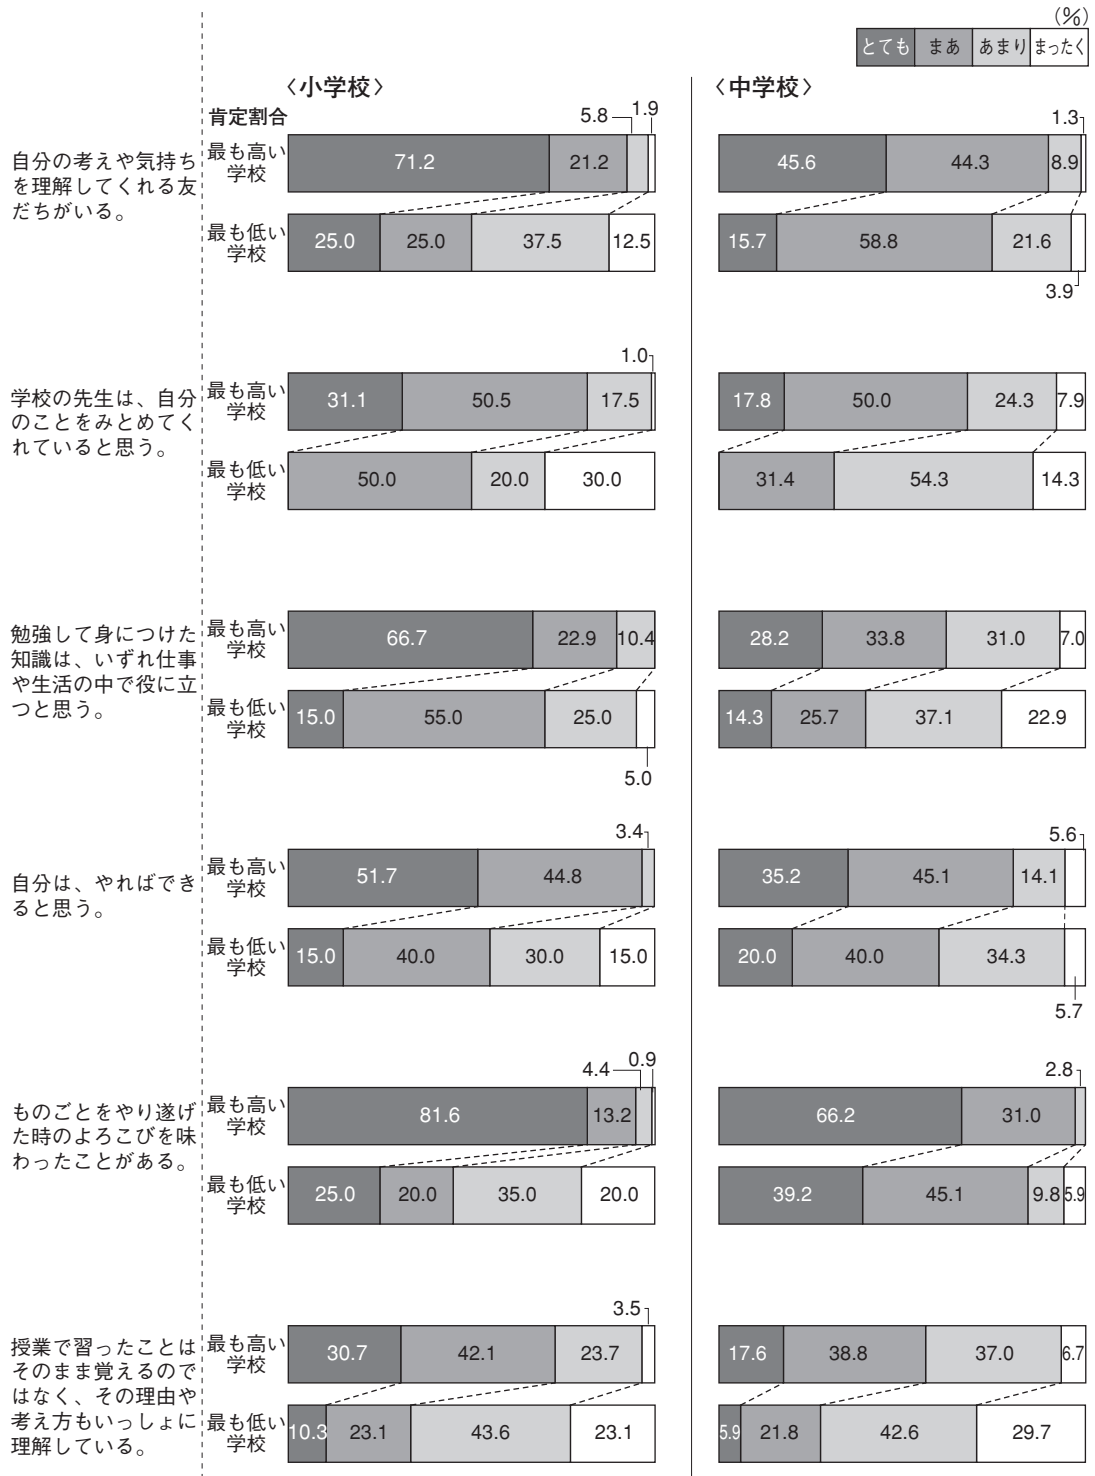 (%)
とても まあ あまり まったく
〈小学校〉 〈中学校〉
肯定割合
自分の考えや気持ち
を理解してくれる友
だちがいる。
最も高い
学校
71.2 21.2 5.8 1.9
45.6 44.3 8.9 1.3
最も低い
学校
25.0 25.0 37.5 12.5
15.7 58.8 21.6 3.9
学校の先生は、自分
のことをみとめてく
れていると思う。
最も高い
学校
31.1 50.5 17.5 1.0
17.8 50.0 24.3 7.9
最も低い
学校
50.0 20.0 30.0
31.4 54.3 14.3
勉強して身につけた
知識は、いずれ仕事
や生活の中で役に立
つと思う。
最も高い
学校
66.7 22.9 10.4
28.2 33.8 31.0 7.0
最も低い
学校
15.0 55.0 25.0 5.0
14.3 25.7 37.1 22.9
自分は、やればでき
ると思う。
最も高い
学校
51.7 44.8 3.4
35.2 45.1 14.1 5.6
最も低い
学校
15.0 40.0 30.0 15.0
20.0 40.0 34.3 5.7
ものごとをやり遂げ
た時のよろこびを味
わったことがある。
最も高い
学校
81.6 13.2 4.4 0.9
66.2 31.0 2.8
最も低い
学校
25.0 20.0 35.0 20.0
39.2 45.1 9.8 5.9
授業で習ったことは
そのまま覚えるので
はなく、その理由や
考え方もいっしょに
理解している。
最も高い
学校
30.7 42.1 23.7 3.5
17.6 38.8 37.0 6.7
最も低い
学校
10.3 23.1 43.6 23.1
5.9 21.8 42.6 29.7